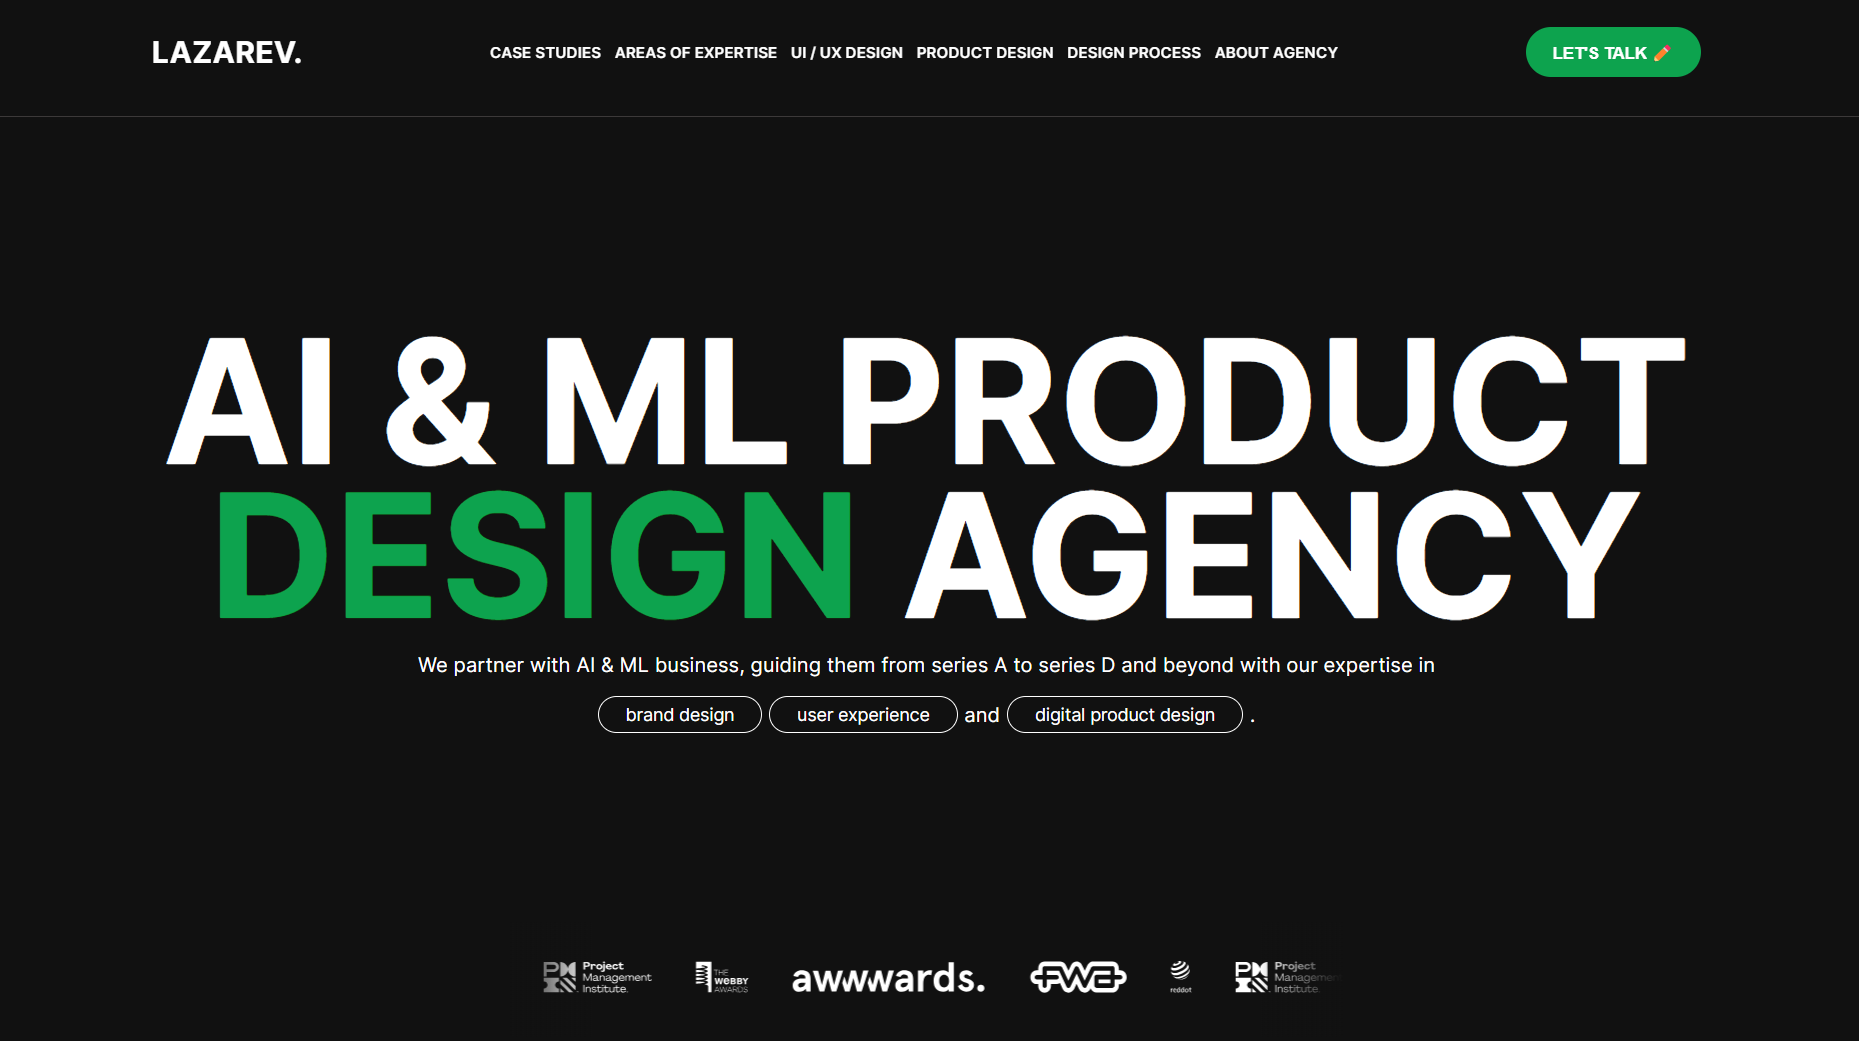 LAZAREV.
CASE STUDIES AREAS OF EXPERTISE UI / UX DESIGN PRODUCT DESIGN DESIGN PROCESS ABOUT AGENCY
LET'S TALK
AI & ML PRODUCT
DESIGN AGENCY
We partner with AI & ML business, guiding them from series A to series D and beyond with our expertise in
brand design user experience and digital product design .
Project
Management
Institute.
THE
WEBBY
AWARDS
awwwards.
FWA
reddot
Project
Management
Institute.